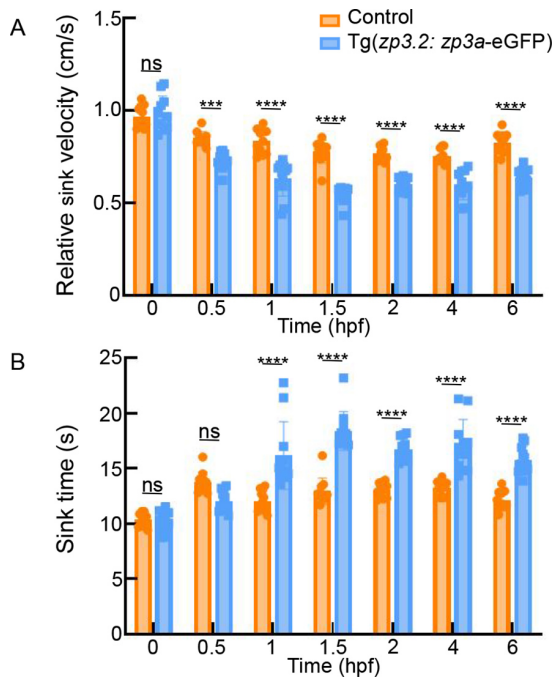 Control
Tg(zp3.2: zp3a-eGFP)
A
Relative sink velocity (cm/s)
1.5
1.0
0.5
0
ns
***
****
****
****
****
****
0 0.5 1 1.5 2 4 6
Time (hpf)
B
Sink time (s)
25
20
15
10
5
0
ns
ns
****
****
****
****
****
0 0.5 1 1.5 2 4 6
Time (hpf)